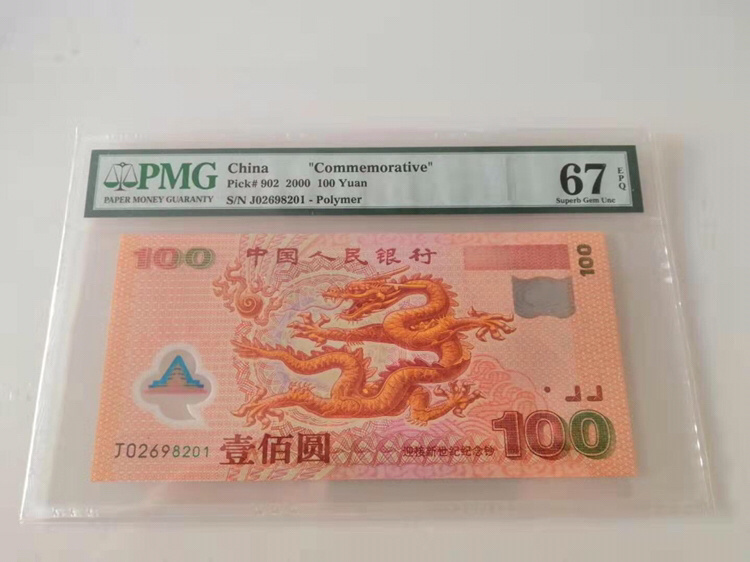 PMG
PAPER MONEY GUARANTY
China "Commemorative"
Pick# 902 2000 100 Yuan
S/N J02698201 - Polymer
67
EPQ
Superb Gem Unc
100 中国人民银行
100
J02698201
壹佰圆
迎接新世纪纪念钞
100